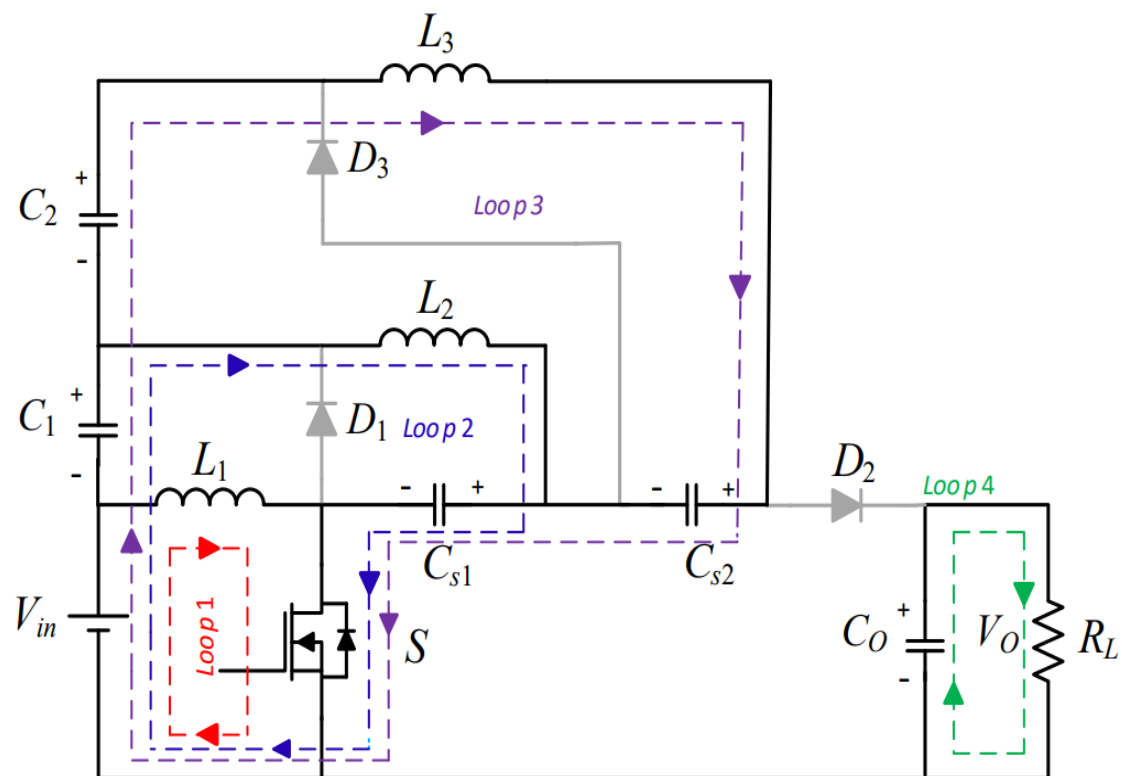 L3
+
C2
-
D3
Loop 3
L2
+
C1
-
D1
Loop 2
L1
-
+
Cs1
-
+
Cs2
D2
Loop 4
Vin
Loop 1
S
+
CO
-
VO
RL